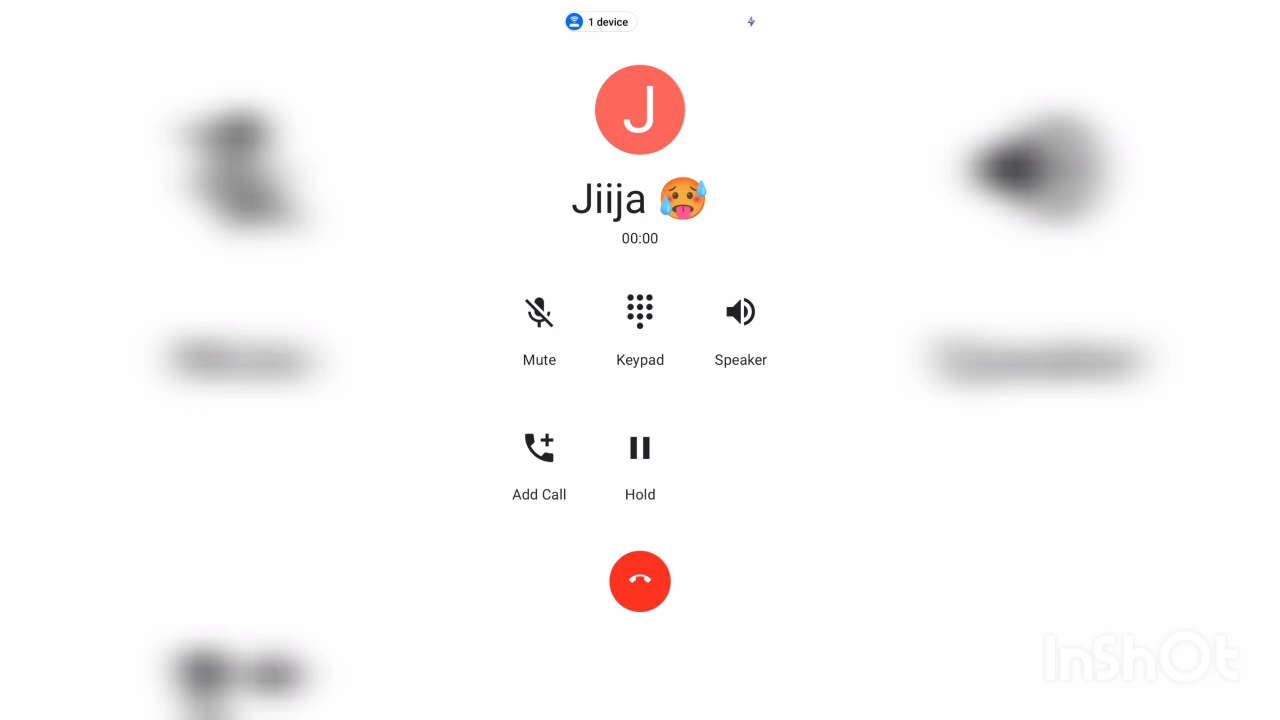 1 device
J
Jiija 🥵
00:00
Mute Keypad Speaker
Add Call Hold
InShOt